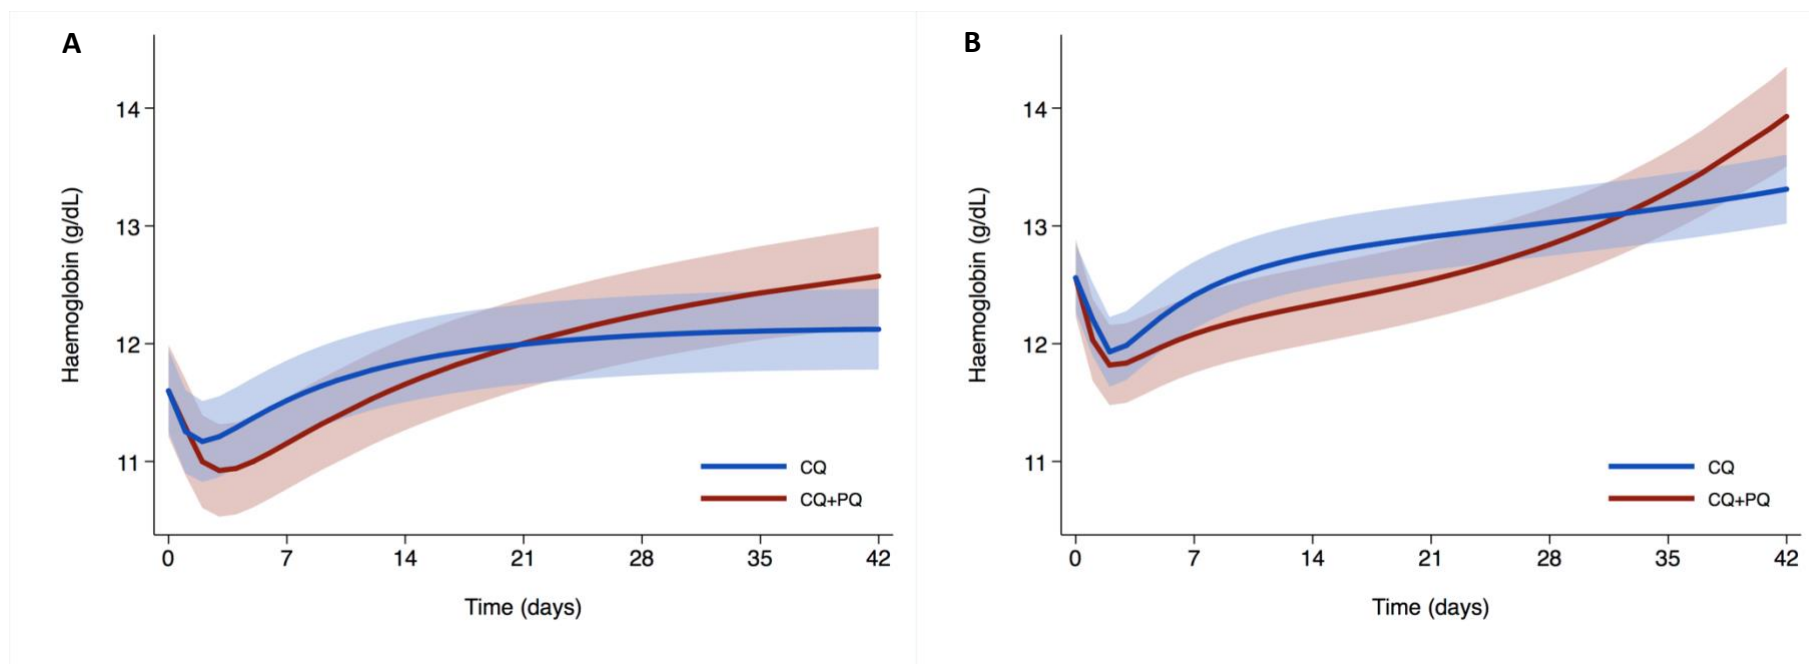 A
Haemoglobin (g/dL)
14
13
12
11
CQ
CQ+PQ
0 7 14 21 28 35 42
Time (days)
B
Haemoglobin (g/dL)
14
13
12
11
CQ
CQ+PQ
0 7 14 21 28 35 42
Time (days)